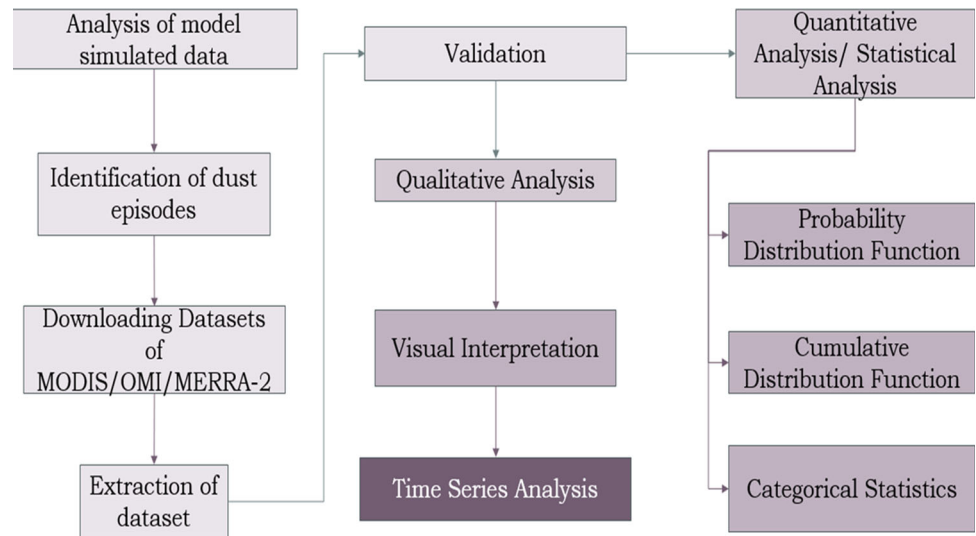 Analysis of model
simulated data
Identification of dust
episodes
Downloading Datasets
of
MODIS/OMI/MERRA-2
Extraction of
dataset
Validation
Qualitative Analysis
Visual Interpretation
Time Series Analysis
Quantitative
Analysis/ Statistical
Analysis
Probability
Distribution Function
Cumulative
Distribution Function
Categorical Statistics